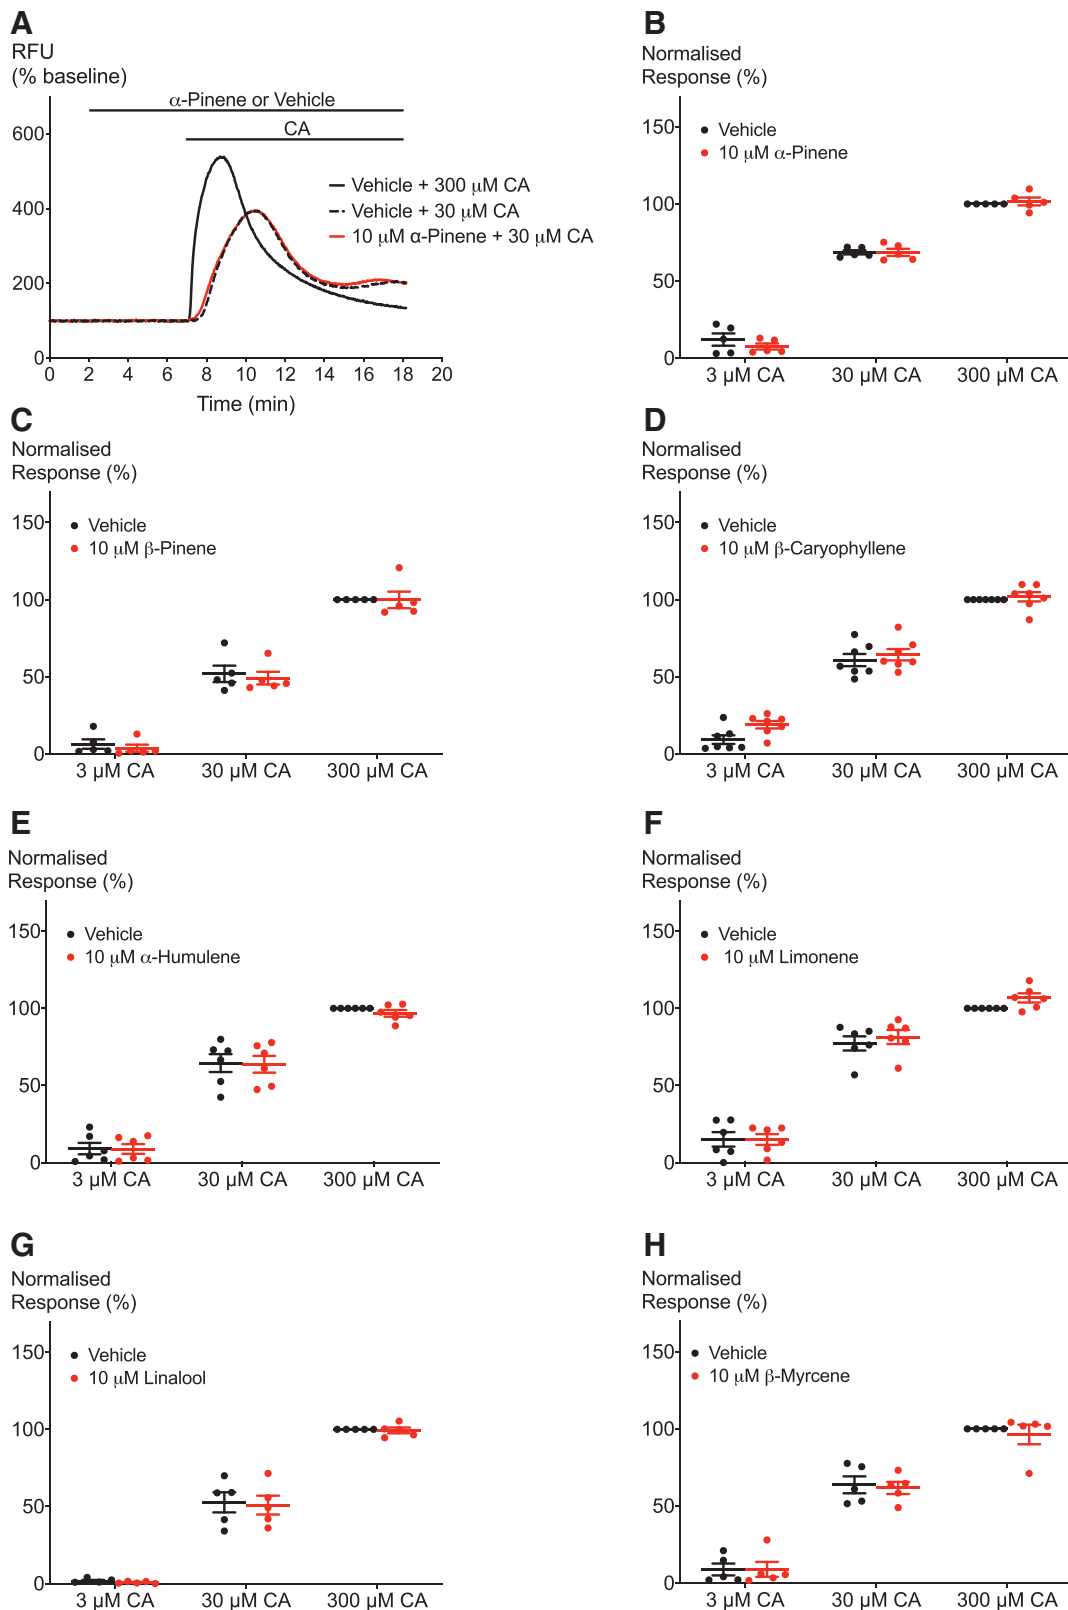 A
RFU
(% baseline)
α-Pinene or Vehicle
CA
600
400
200
0
Vehicle + 300 μM CA
Vehicle + 30 μM CA
10 μM α-Pinene + 30 μM CA
0 2 4 6 8 10 12 14 16 18 20
Time (min)
B
Normalised
Response (%)
150
100
50
0
Vehicle
10 μM α-Pinene
3 μM CA 30 μM CA 300 μM CA
C
Normalised
Response (%)
150
100
50
0
Vehicle
10 μM β-Pinene
3 μM CA 30 μM CA 300 μM CA
D
Normalised
Response (%)
150
100
50
0
Vehicle
10 μM β-Caryophyllene
3 μM CA 30 μM CA 300 μM CA
E
Normalised
Response (%)
150
100
50
0
Vehicle
10 μM α-Humulene
3 μM CA 30 μM CA 300 μM CA
F
Normalised
Response (%)
150
100
50
0
Vehicle
10 μM Limonene
3 μM CA 30 μM CA 300 μM CA
G
Normalised
Response (%)
150
100
50
0
Vehicle
10 μM Linalool
3 μM CA 30 μM CA 300 μM CA
H
Normalised
Response (%)
150
100
50
0
Vehicle
10 μM β-Myrcene
3 μM CA 30 μM CA 300 μM CA